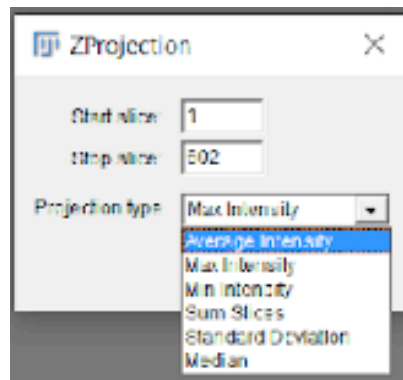 ZProjection
Start slice: 1
Stop slice: 602
Projection type Max Intensity
Average Intensity
Max Intensity
Min Intensity
Sum Slices
Standard Deviation
Median